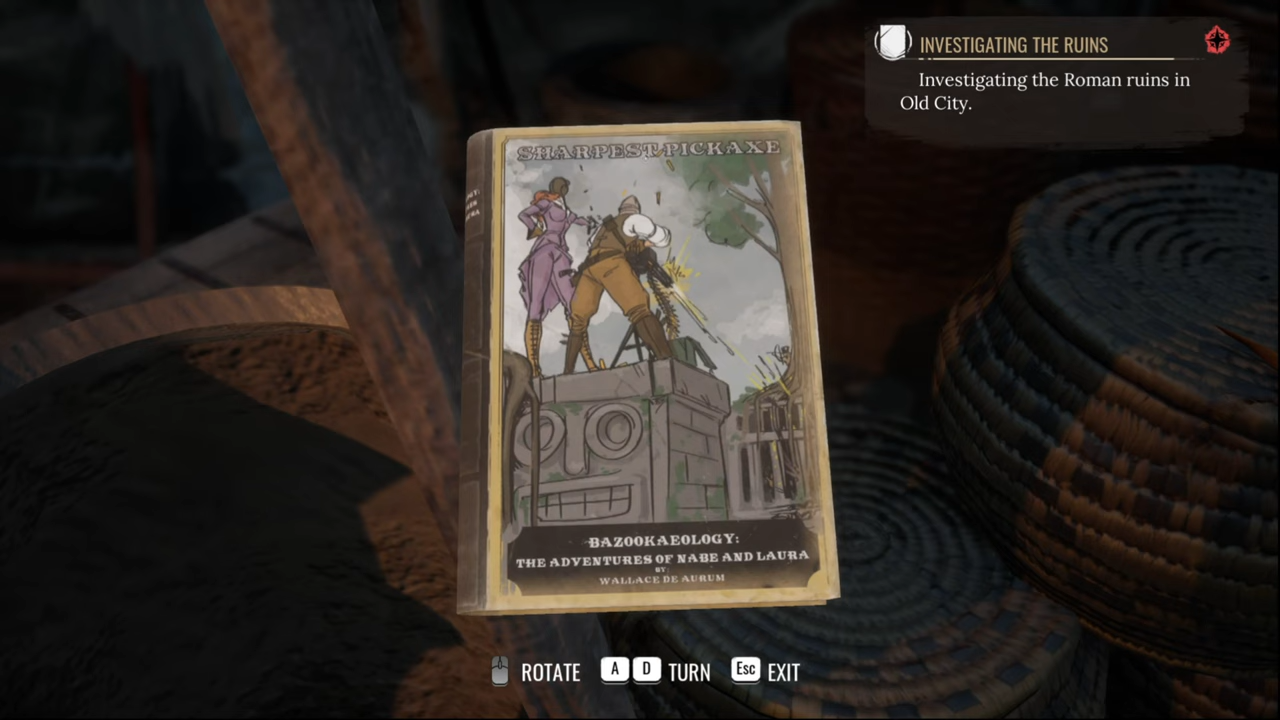 INVESTIGATING THE RUINS
Investigating the Roman ruins in
Old City.
SHARPEST PICKAXE
BAZOOKAEOLOGY:
THE ADVENTURES OF NABE AND LAURA
BY
WALLACE DE AURUM
ROTATE A D TURN Esc EXIT